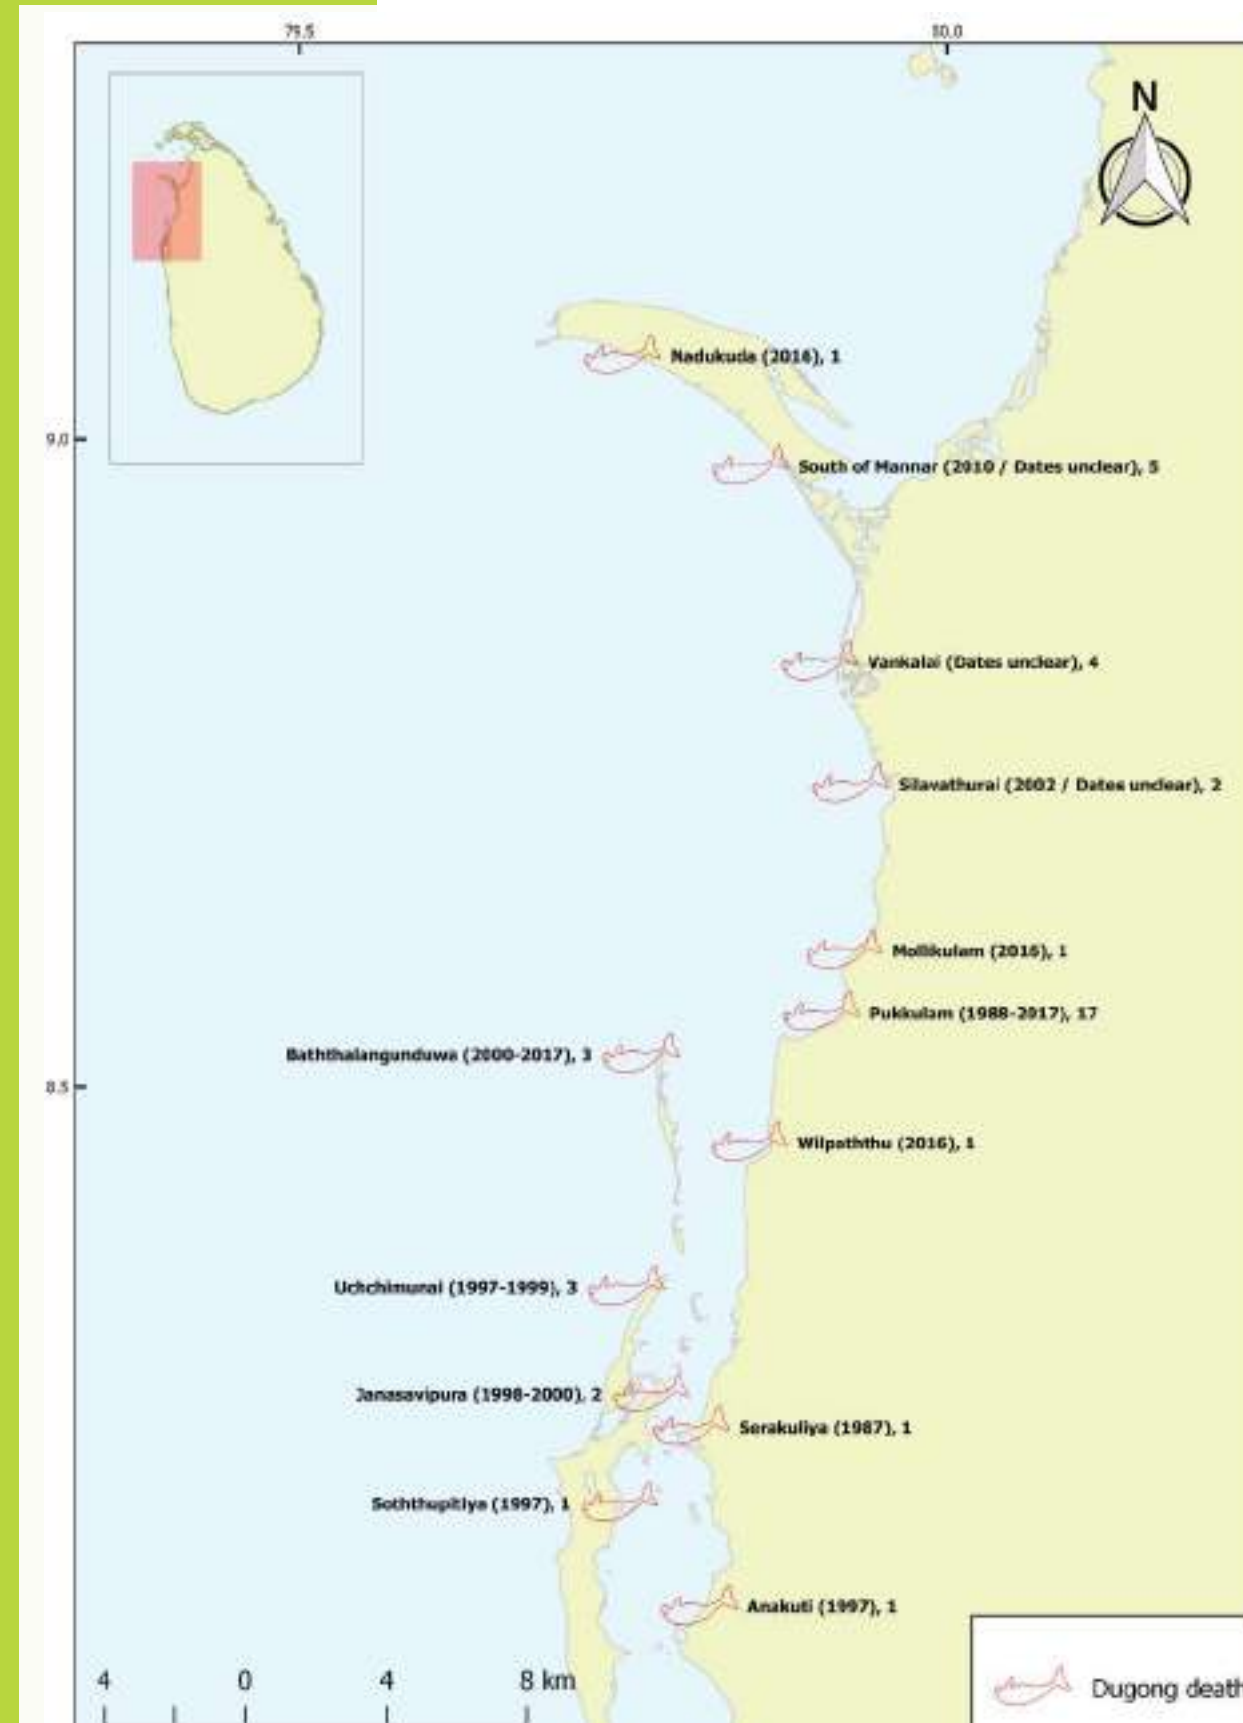 79.5
80.0
N
Nadukuda (2016), 1
9.0
South of Mannar (2010 / Dates unclear), 5
Vankalai (Dates unclear), 4
Silavathurai (2002 / Dates unclear), 2
Mollikulam (2016), 1
Pukkulam (1988-2017), 17
Baththalangunduwa (2000-2017), 3
8.5
Wilpaththu (2016), 1
Uchchimunai (1997-1999), 3
Janasavipura (1998-2000), 2
Serakuliya (1987), 1
Soththupitiya (1997), 1
Anakuti (1997), 1
4 0 4 8 km
Dugong death